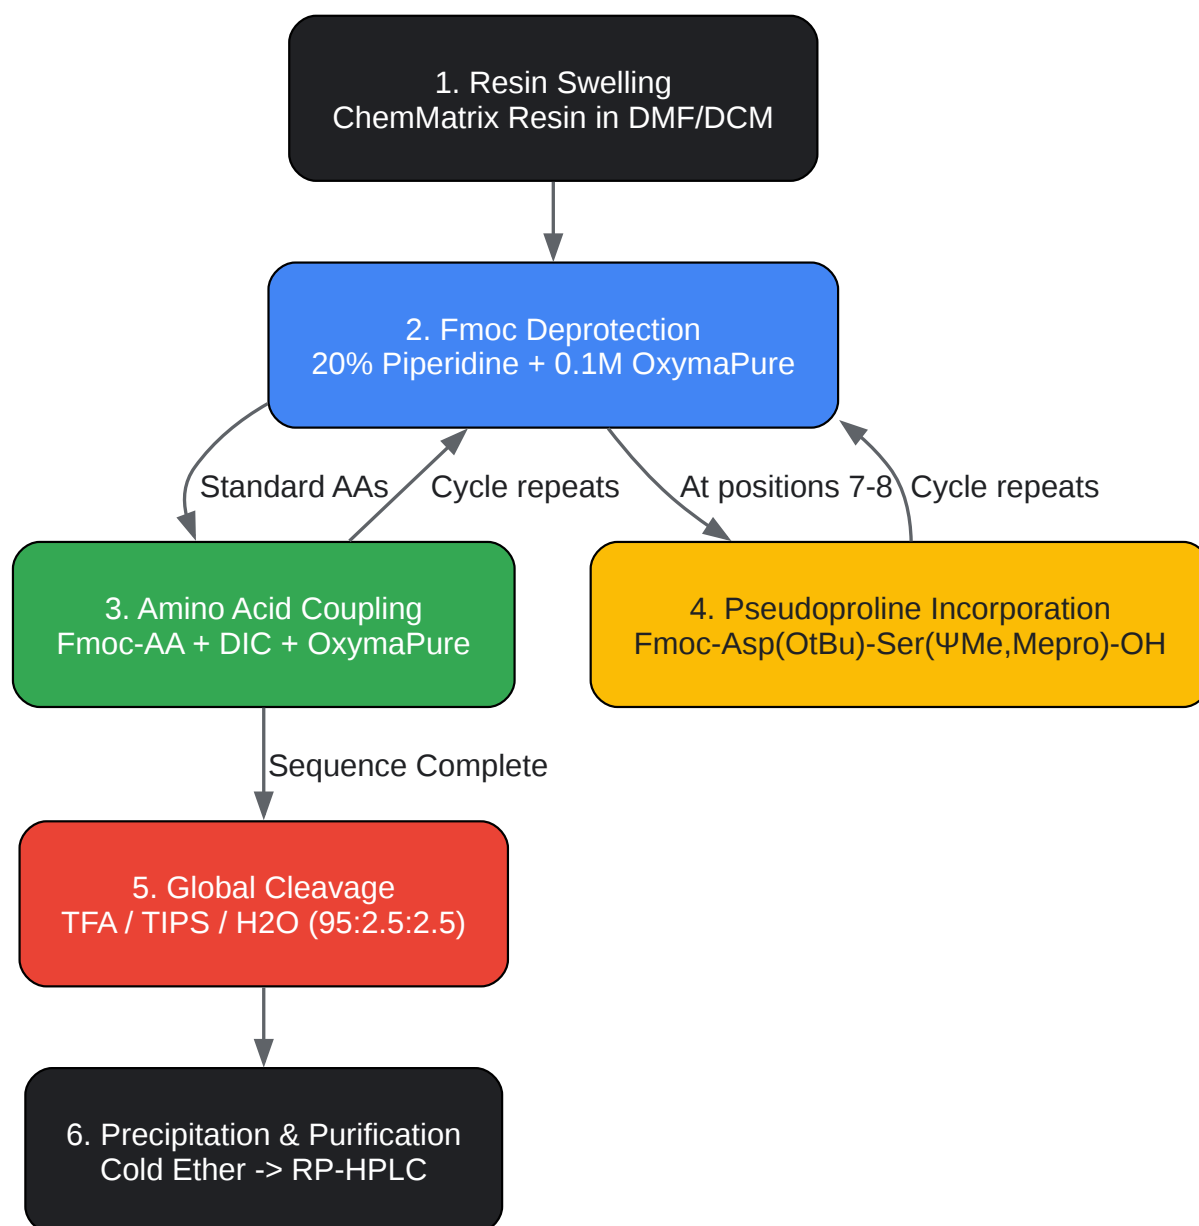 1. Resin Swelling
ChemMatrix Resin in DMF/DCM
2. Fmoc Deprotection
20% Piperidine + 0.1M OxymaPure
Standard AAs
Cycle repeats
At positions 7-8
Cycle repeats
3. Amino Acid Coupling
Fmoc-AA + DIC + OxymaPure
4. Pseudoproline Incorporation
Fmoc-Asp(OtBu)-Ser(ΨMe,Mepro)-OH
Sequence Complete
5. Global Cleavage
TFA / TIPS / H2O (95:2.5:2.5)
6. Precipitation & Purification
Cold Ether -> RP-HPLC